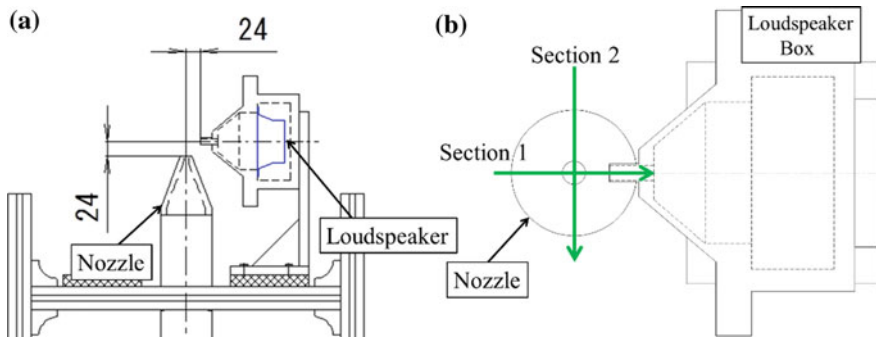 (a)
24
24
Nozzle
Loudspeaker
(b)
Loudspeaker
Box
Section 2
Section 1
Nozzle